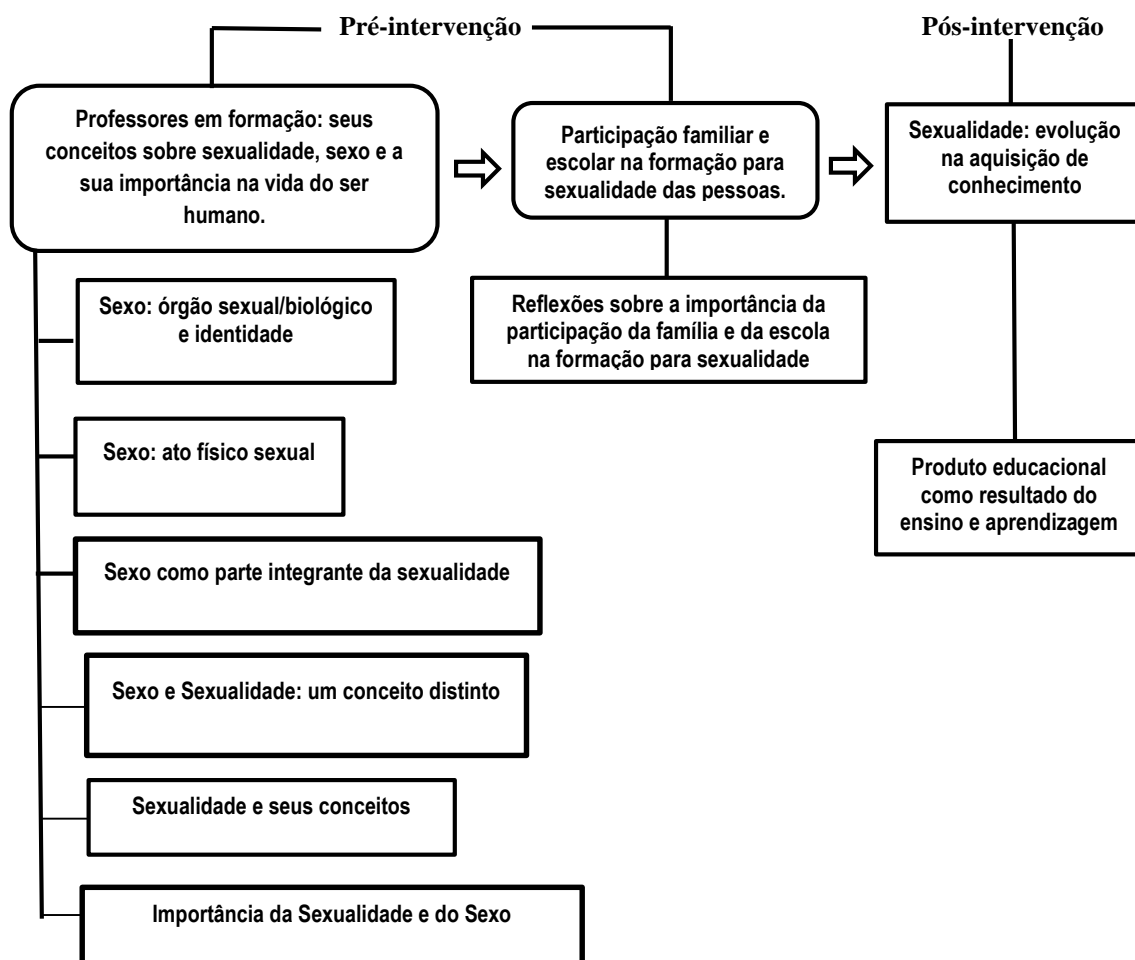 Pré-intervenção
Pós-intervenção
Professores em formação: seus
conceitos sobre sexualidade, sexo e a
sua importância na vida do ser
humano.
Participação familiar e
escolar na formação para
sexualidade das pessoas.
Sexualidade: evolução
na aquisição de
conhecimento
Sexo: órgão sexual/biológico
e identidade
Reflexões sobre a importância da
participação da família e da escola
na formação para sexualidade
Sexo: ato físico sexual
Produto educacional
como resultado do
ensino e aprendizagem
Sexo como parte integrante da sexualidade
Sexo e Sexualidade: um conceito distinto
Sexualidade e seus conceitos
Importância da Sexualidade e do Sexo